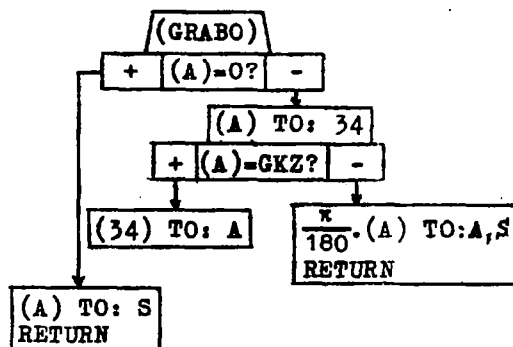 (GRABO)
+ (A)=0? -
(A) TO: 34
+ (A)=GKZ? -
(34) TO: A
π/180·(A) TO:A,S
RETURN
(A) TO: S
RETURN